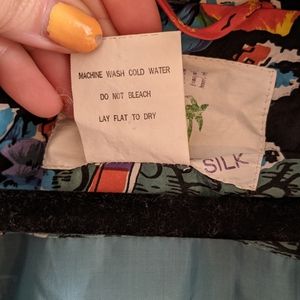 MACHINE WASH COLD WATER
DO NOT BLEACH
LAY FLAT TO DRY
SILK